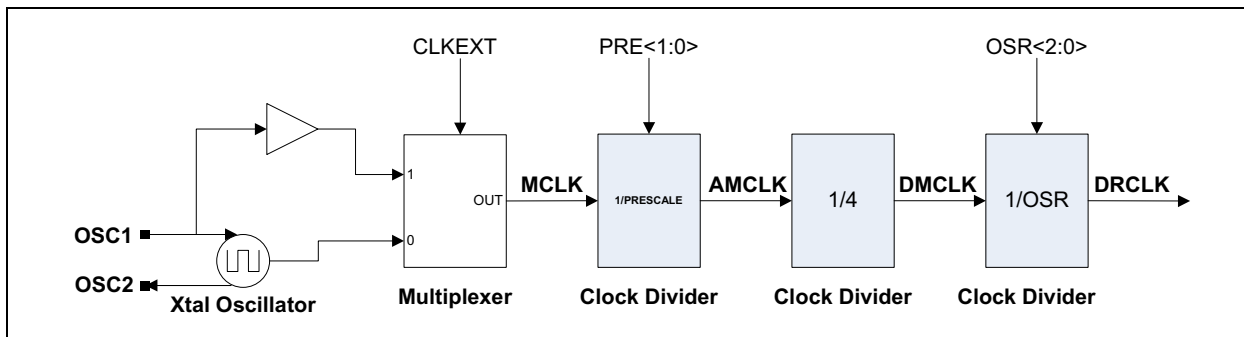 CLKEXT
PRE<1:0>
OSR<2:0>
1
OUT
0
MCLK
1/PRESCALE
AMCLK
1/4
DMCLK
1/OSR
DRCLK
OSC1
OSC2
Xtal Oscillator
Multiplexer
Clock Divider
Clock Divider
Clock Divider